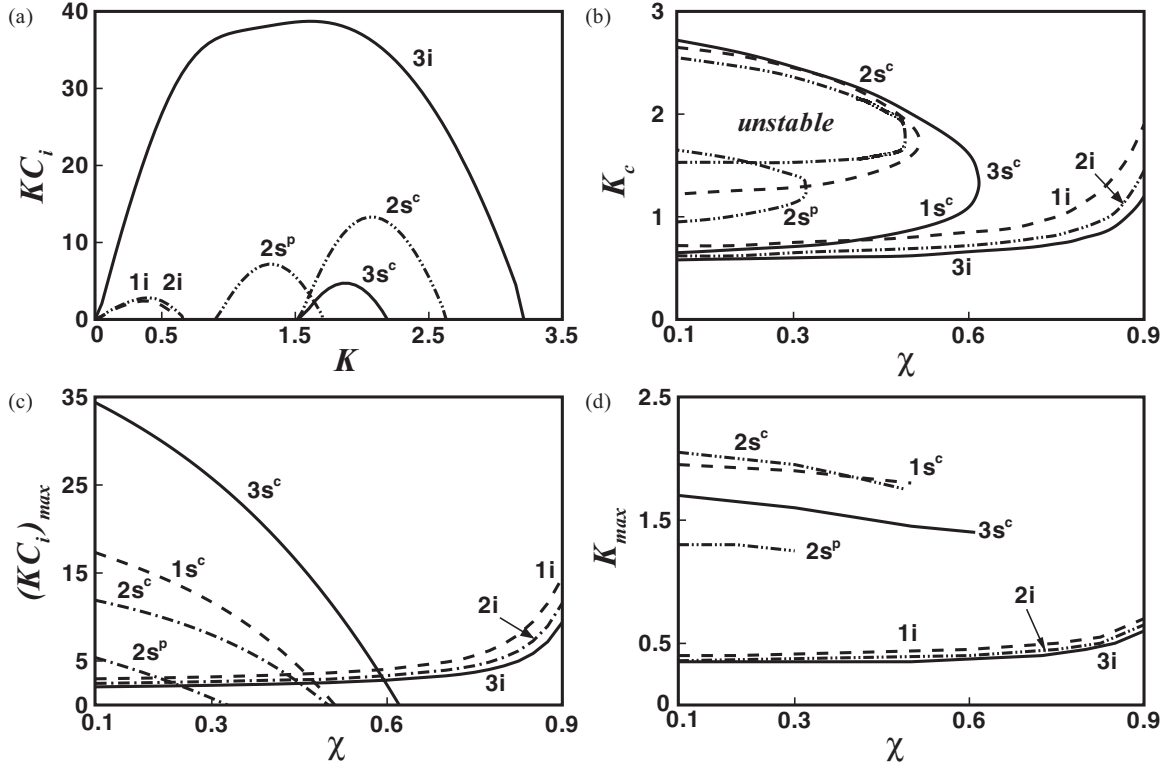 (a)
40
30
20
10
0
KC_i
0
0.5
1.5
2.5
3.5
K
3i
2s^c
2s^p
3s^c
1i 2i
(b)
3
2
1
0
K_c
0.1
0.3
0.6
0.9
χ
2s^c
unstable
3s^c
2s^p
1s^c
1i
2i
3i
(c)
35
25
15
5
0
(KC_i)_max
0.1
0.3
0.6
0.9
χ
3s^c
1s^c
2s^c
2s^p
1i
2i
3i
(d)
2.5
1.5
0.5
0
K_max
0.1
0.3
0.6
0.9
χ
2s^c
1s^c
3s^c
2s^p
2i
1i
3i